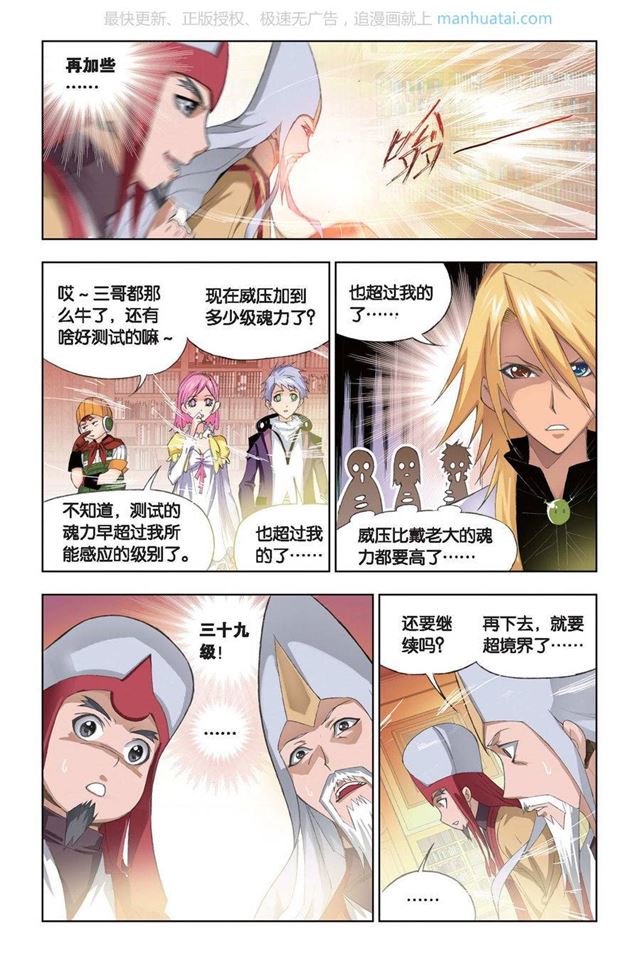 最快更新、正版授权、极速无广告，追漫画就上 manhuatai.com
再加些
……
哎～三哥都那
么牛了，还有
啥好测试的嘛～
现在威压加到
多少级魂力了？
不知道，测试的
魂力早超过我所
能感应的级别了。
也超过我
的了……
也超过我的
了……
威压比戴老大的魂
力都要高了……
三十九
级！
……
还要继
续吗？
再下去，就要
超境界了……
……